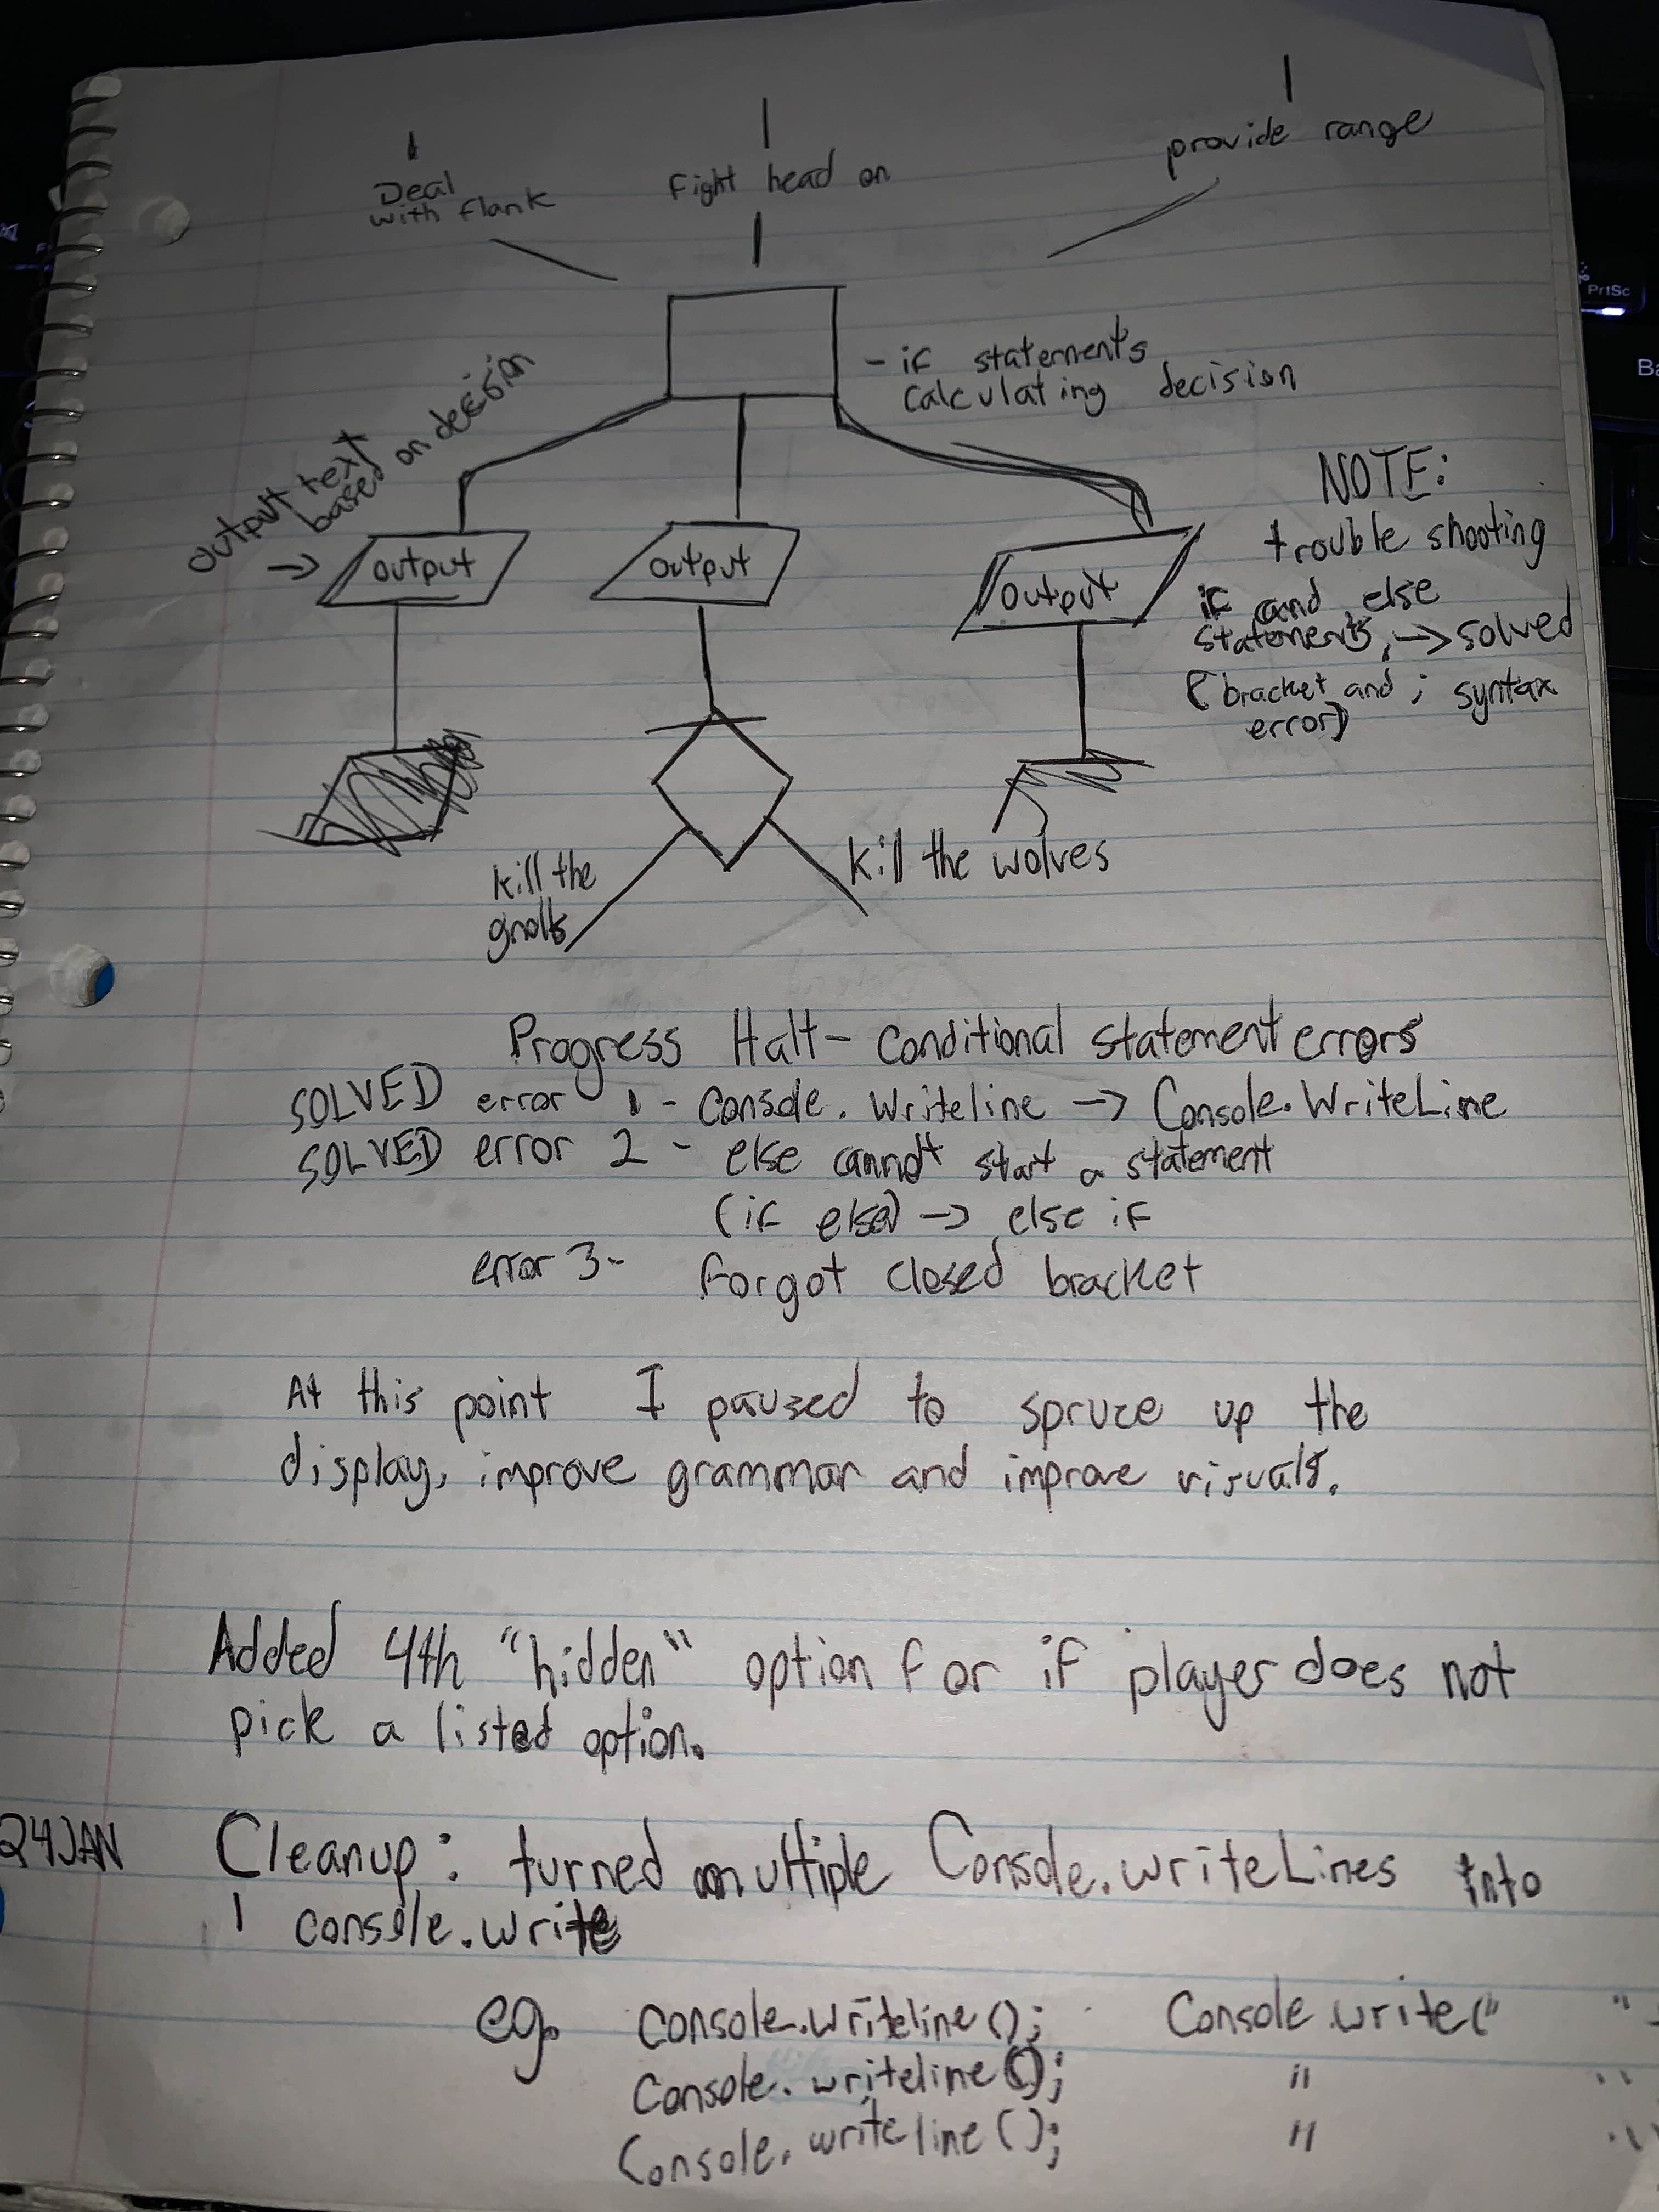 Deal
with flank
Fight head on
provide range
- if statements
calculating decision
output text
based on decision
→ output
output
output
NOTE:
trouble shooting
if and else
statements, → solved
(bracket and ; syntax
error)
kill the
gnolls
kill the wolves
Progress Halt - Conditional statement errors
SOLVED error 1 - Console. Writeline → Console.WriteLine
SOLVED error 2 - else cannot start a statement
(if else) → else if
error 3 - forgot closed bracket
At this point I paused to spruce up the
display, improve grammar and improve visuals.
Added 4th "hidden" option for if player does not
pick a listed option.
24JAN Cleanup: turned multiple Console.writeLines into
1 console.write
eg. console.writeline(); Console.write(" "
Console.writeline(); " "
Console.writeline(); " "